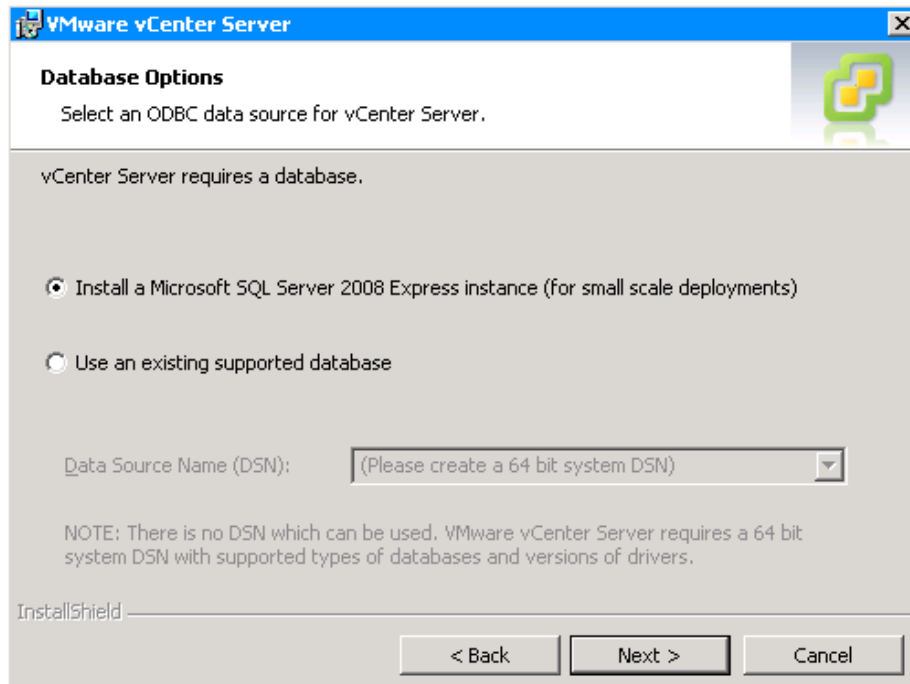 VMware vCenter Server
Database Options
Select an ODBC data source for vCenter Server.
vCenter Server requires a database.
Install a Microsoft SQL Server 2008 Express instance (for small scale deployments)
Use an existing supported database
Data Source Name (DSN):
(Please create a 64 bit system DSN)
NOTE: There is no DSN which can be used. VMware vCenter Server requires a 64 bit
system DSN with supported types of databases and versions of drivers.
InstallShield
< Back
Next >
Cancel